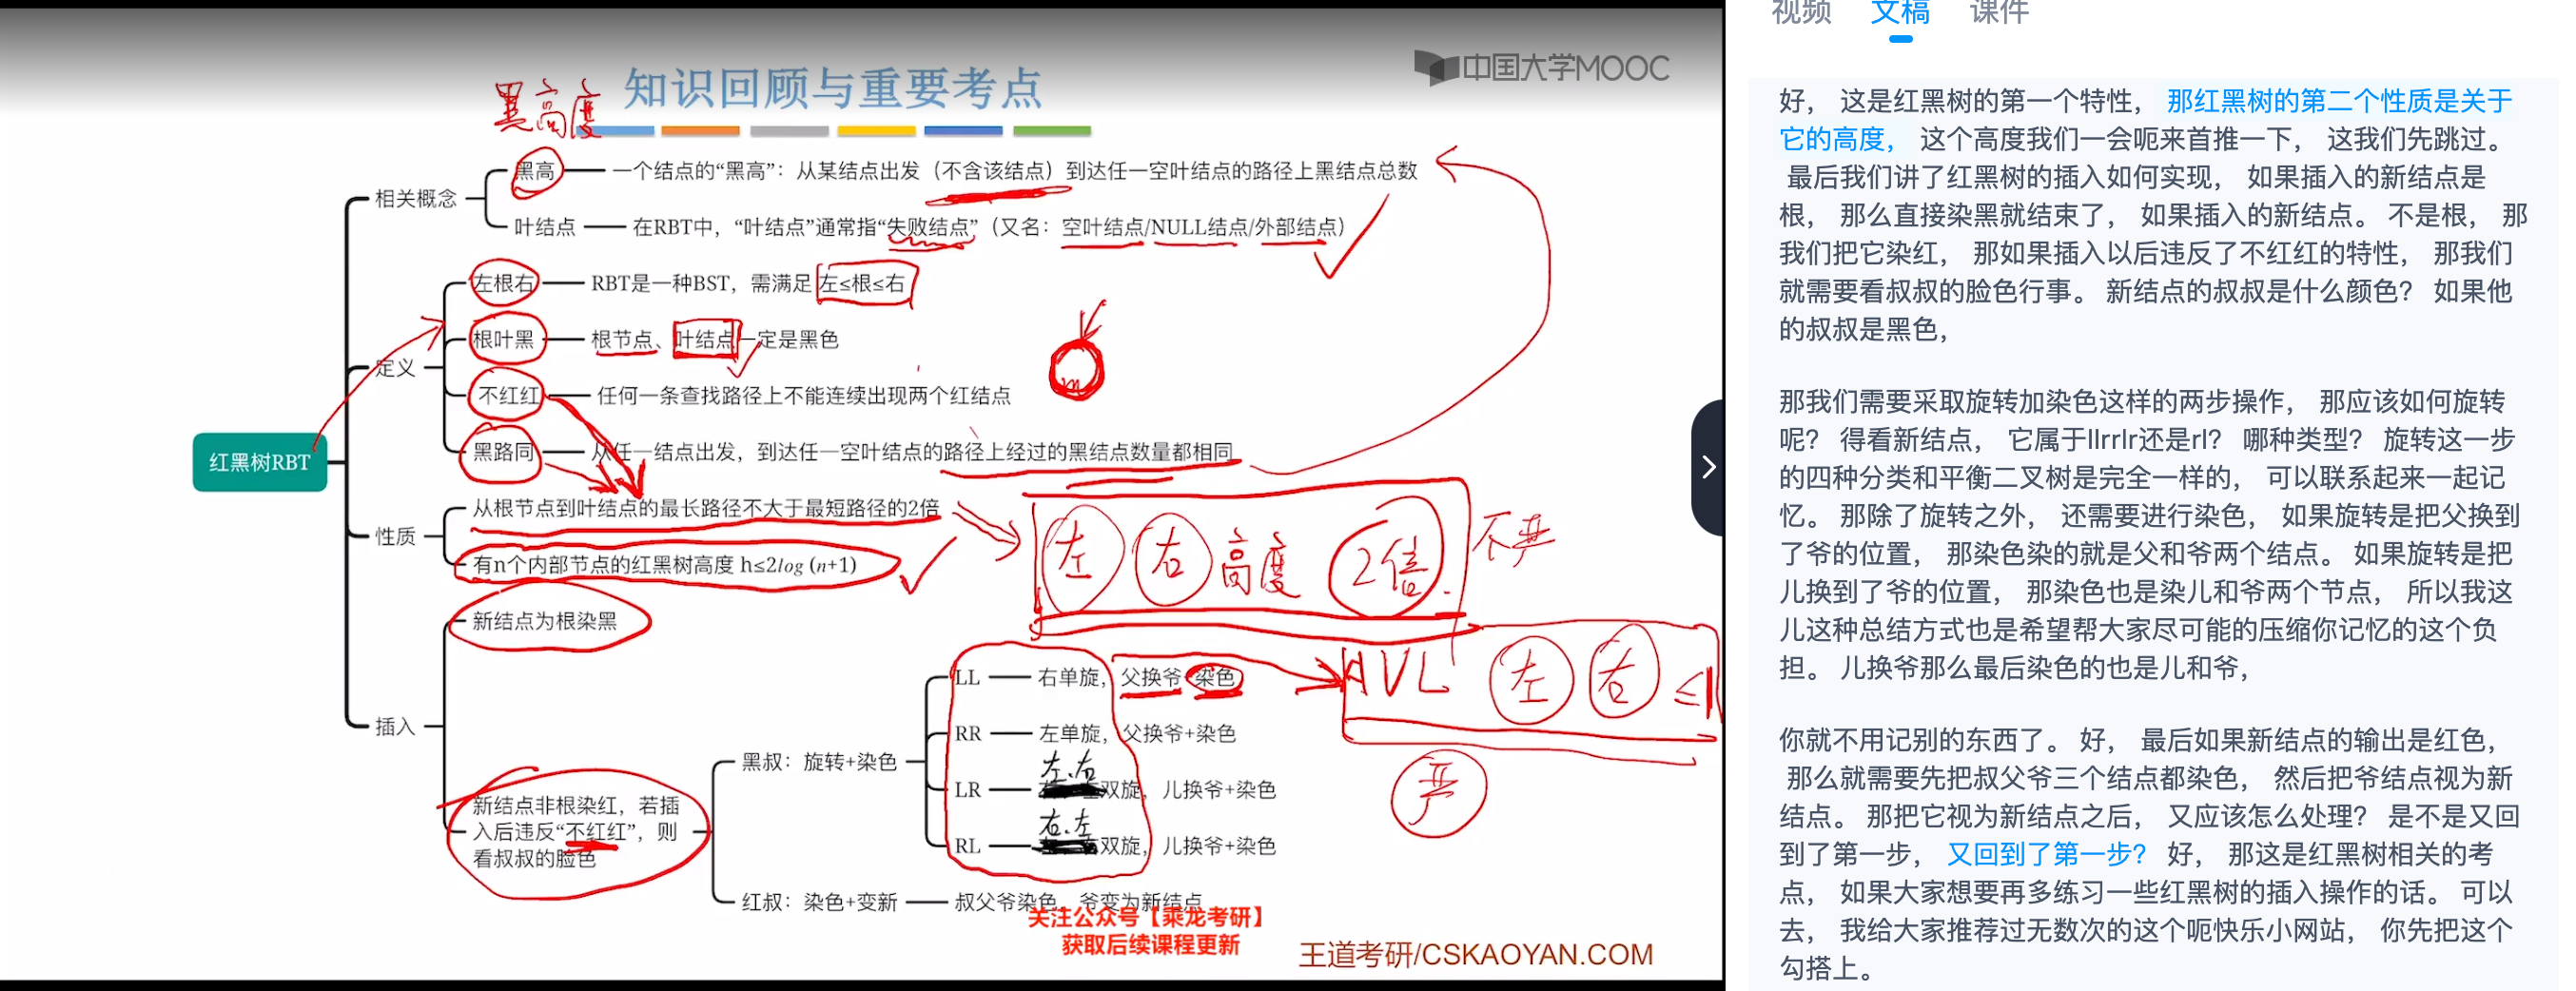 中国大学MOOC
黑高度
知识回顾与重要考点
黑高
一个结点的“黑高”：从某结点出发（不含该结点）到达任一空叶结点的路径上黑结点总数
相关概念
叶结点
在RBT中，“叶结点”通常指“失败结点”（又名：空叶结点/NULL结点/外部结点）
左根右
RBT是一种BST，需满足 左≤根≤右
根叶黑
根节点、叶结点一定是黑色
定义
不红红
任何一条查找路径上不能连续出现两个红结点
黑路同
从任一结点出发，到达任一空叶结点的路径上经过的黑结点数量都相同
红黑树RBT
从根节点到叶结点的最长路径不大于最短路径的2倍
性质
有n个内部节点的红黑树高度 h≤2log (n+1)
左 右 高度 2倍
不严
新结点为根染黑
AVL 左 右 ≤1
严
插入
LL
右单旋，父换爷+染色
RR
左单旋，父换爷+染色
左、右
LR
双旋，儿换爷+染色
右、左
RL
双旋，儿换爷+染色
黑叔：旋转+染色
新结点非根染红，若插
入后违反“不红红”，则
看叔叔的脸色
红叔：染色+变新
叔父爷染色，爷变为新结点
关注公众号【乘龙考研】
获取后续课程更新
王道考研/CSKAOYAN.COM
视频 文稿 课件
好， 这是红黑树的第一个特性， 那红黑树的第二个性质是关于
它的高度， 这个高度我们一会呃来首推一下， 这我们先跳过。
最后我们讲了红黑树的插入如何实现， 如果插入的新结点是
根， 那么直接染黑就结束了， 如果插入的新结点。 不是根， 那
我们把它染红， 那如果插入以后违反了不红红的特性， 那我们
就需要看叔叔的脸色行事。 新结点的叔叔是什么颜色？ 如果他
的叔叔是黑色，
那我们需要采取旋转加染色这样的两步操作， 那应该如何旋转
呢？ 得看新结点， 它属于llrrlr还是rl？ 哪种类型？ 旋转这一步
的四种分类和平衡二叉树是完全一样的， 可以联系起来一起记
忆。 那除了旋转之外， 还需要进行染色， 如果旋转是把父换到
了爷的位置， 那染色染的就是父和爷两个结点。 如果旋转是把
儿换到了爷的位置， 那染色也是染儿和爷两个节点， 所以我这
儿这种总结方式也是希望帮大家尽可能的压缩你记忆的这个负
担。 儿换爷那么最后染色的也是儿和爷，
你就不用记别的东西了。 好， 最后如果新结点的输出是红色，
那么就需要先把叔父爷三个结点都染色， 然后把爷结点视为新
结点。 那把它视为新结点之后， 又应该怎么处理？ 是不是又回
到了第一步， 又回到了第一步？ 好， 那这是红黑树相关的考
点， 如果大家想要再多练习一些红黑树的插入操作的话。 可以
去， 我给大家推荐过无数次的这个呃快乐小网站， 你先把这个
勾搭上。